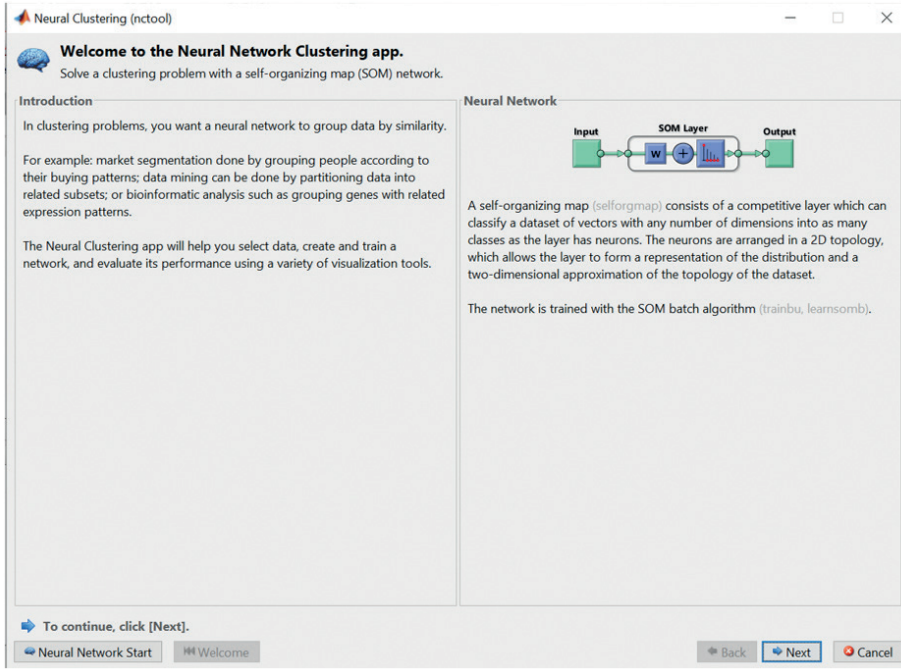 Neural Clustering (nctool)
Welcome to the Neural Network Clustering app.
Solve a clustering problem with a self-organizing map (SOM) network.
Introduction
In clustering problems, you want a neural network to group data by similarity.
For example: market segmentation done by grouping people according to
their buying patterns; data mining can be done by partitioning data into
related subsets; or bioinformatic analysis such as grouping genes with related
expression patterns.
The Neural Clustering app will help you select data, create and train a
network, and evaluate its performance using a variety of visualization tools.
Neural Network
Input SOM Layer Output
W +
A self-organizing map (selforgmap) consists of a competitive layer which can
classify a dataset of vectors with any number of dimensions into as many
classes as the layer has neurons. The neurons are arranged in a 2D topology,
which allows the layer to form a representation of the distribution and a
two-dimensional approximation of the topology of the dataset.
The network is trained with the SOM batch algorithm (trainbu, learnsomb).
To continue, click [Next].
Neural Network Start Welcome Back Next Cancel